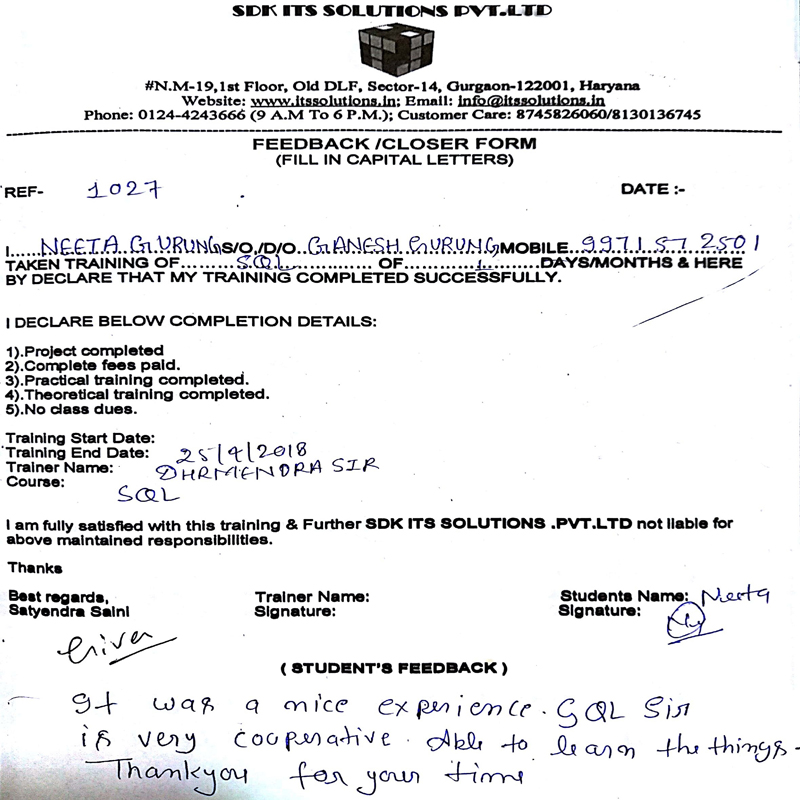 SDK ITS SOLUTIONS PVT.LTD
#N.M-19,1st Floor, Old DLF, Sector-14, Gurgaon-122001, Haryana
Website: www.itssolutions.in; Email: info@itssolutions.in
Phone: 0124-4243666 (9 A.M To 6 P.M.); Customer Care: 8745826060/8130136745
FEEDBACK /CLOSER FORM
(FILL IN CAPITAL LETTERS)
REF- 1027 DATE :-
I......NEETA GURUNG S/O./D/O..GANESH GURUNG MOBILE..9971 57 2501
TAKEN TRAINING OF.........SQL.............. OF............1..........DAYS/MONTHS & HERE
BY DECLARE THAT MY TRAINING COMPLETED SUCCESSFULLY.
I DECLARE BELOW COMPLETION DETAILS:
1).Project completed
2).Complete fees paid.
3).Practical training completed.
4).Theoretical training completed.
5).No class dues.
Training Start Date:
Training End Date: 25/4/2018
Trainer Name: DHRMENDRA SIR
Course: SQL
I am fully satisfied with this training & Further SDK ITS SOLUTIONS .PVT.LTD not liable for
above maintained responsibilities.
Thanks
Best regards, Trainer Name: Students Name: Neeta
Satyendra Saini Signature: Signature:
( STUDENT'S FEEDBACK )
It was a nice experience. SQL Sir
is very cooperative. Able to learn the things.
Thankyou for your time